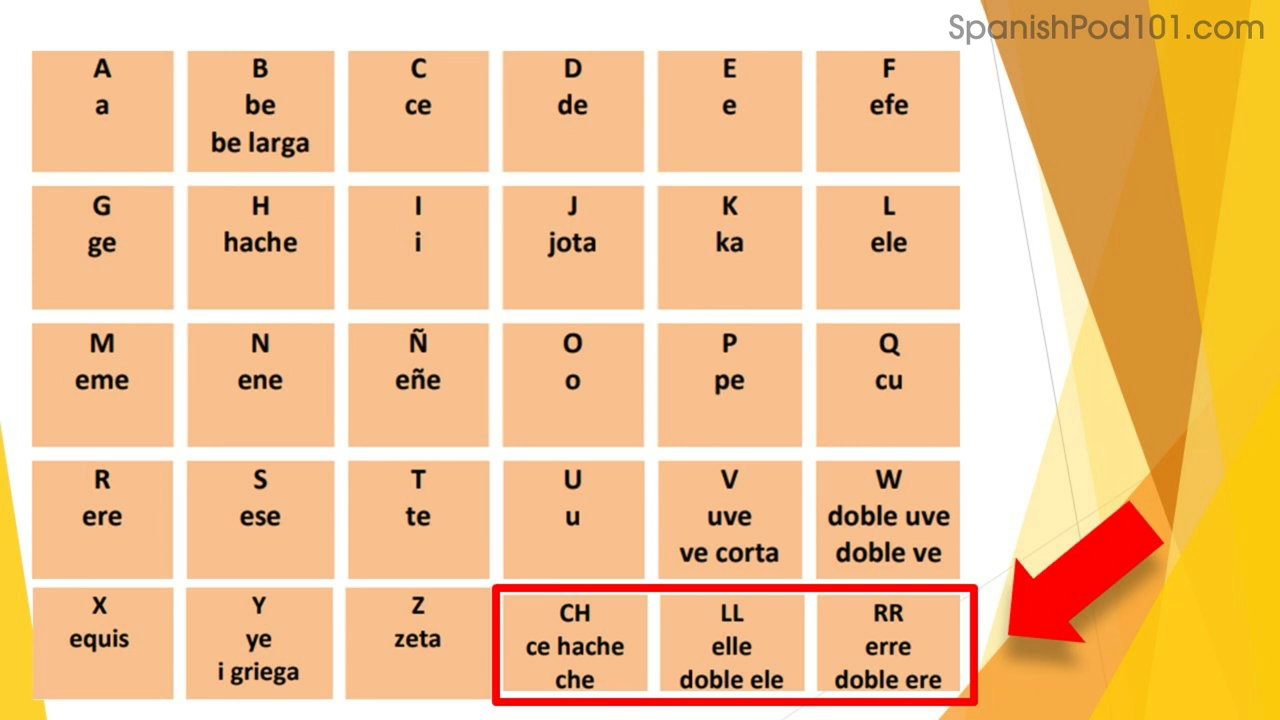 SpanishPod101.com
A
a
B
be
be larga
C
ce
D
de
E
e
F
efe
G
ge
H
hache
I
i
J
jota
K
ka
L
ele
M
eme
N
ene
Ñ
eñe
O
o
P
pe
Q
cu
R
ere
S
ese
T
te
U
u
V
uve
ve corta
W
doble uve
doble ve
X
equis
Y
ye
i griega
Z
zeta
CH
ce hache
che
LL
elle
doble ele
RR
erre
doble ere